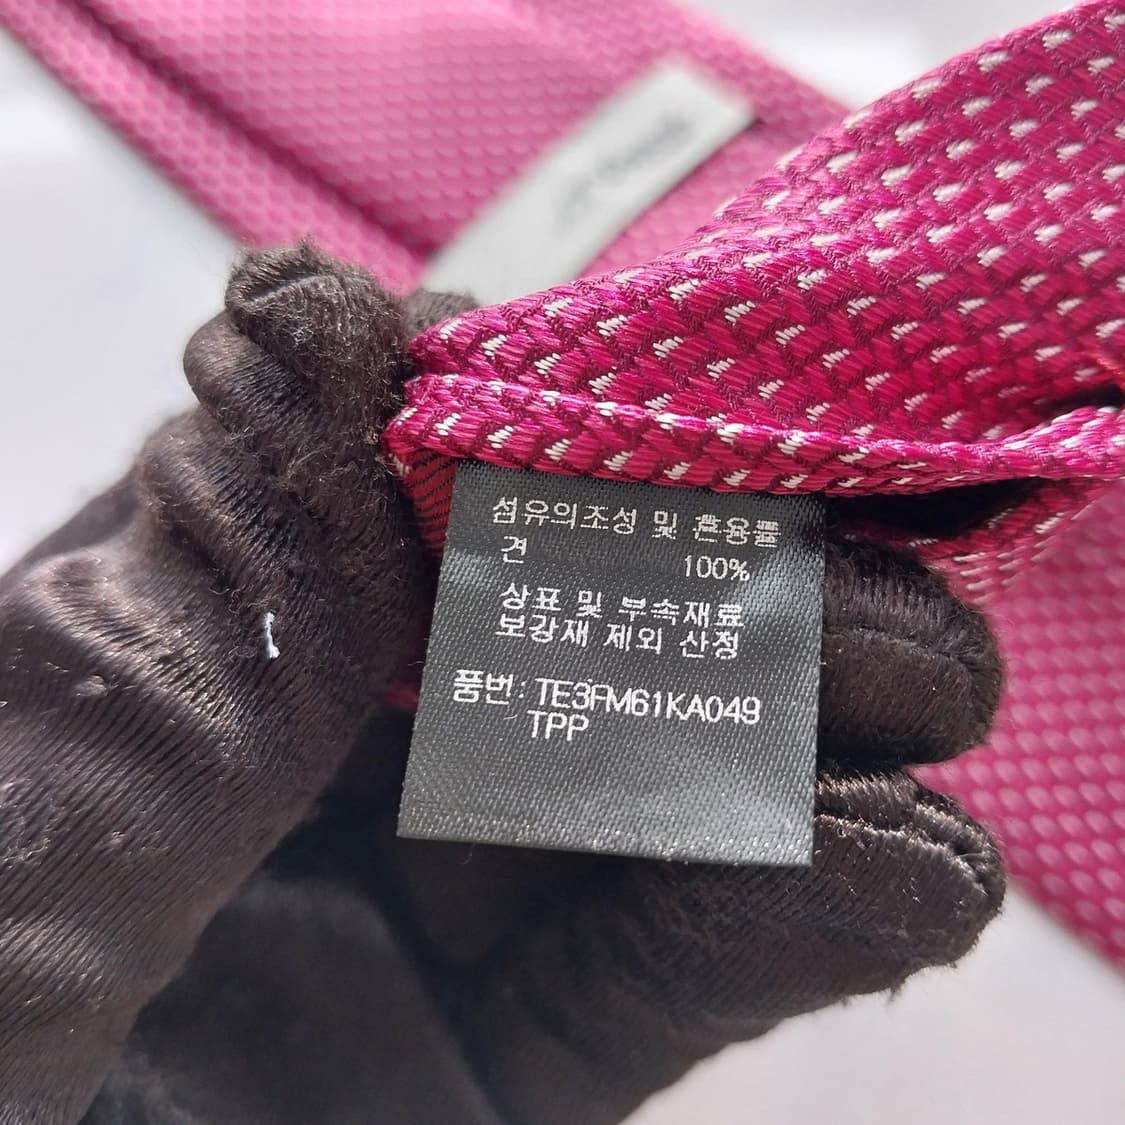 섬유의조성 및 혼용률
견 100%
상표 및 부속재료
보강재 제외 산정
품번: TE3FM61KA049
TPP